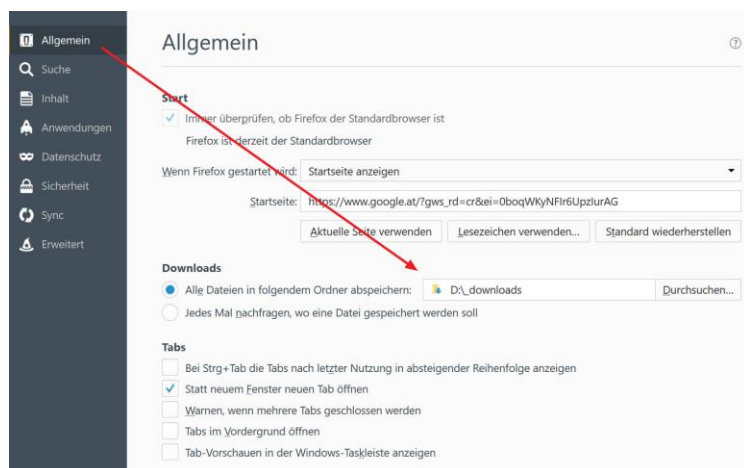 Allgemein
Suche
Inhalt
Anwendungen
Datenschutz
Sicherheit
Sync
Erweitert
Allgemein
Start
Immer überprüfen, ob Firefox der Standardbrowser ist
Firefox ist derzeit der Standardbrowser
Wenn Firefox gestartet wird: Startseite anzeigen
Startseite: https://www.google.at/?gws_rd=cr&ei=0boqWKyNFIr6UpzIurAG
Aktuelle Seite verwenden Lesezeichen verwenden... Standard wiederherstellen
Downloads
Alle Dateien in folgendem Ordner abspeichern: D:\_downloads Durchsuchen...
Jedes Mal nachfragen, wo eine Datei gespeichert werden soll
Tabs
Bei Strg+Tab die Tabs nach letzter Nutzung in absteigender Reihenfolge anzeigen
Statt neuem Fenster neuen Tab öffnen
Warnen, wenn mehrere Tabs geschlossen werden
Tabs im Vordergrund öffnen
Tab-Vorschauen in der Windows-Taskleiste anzeigen